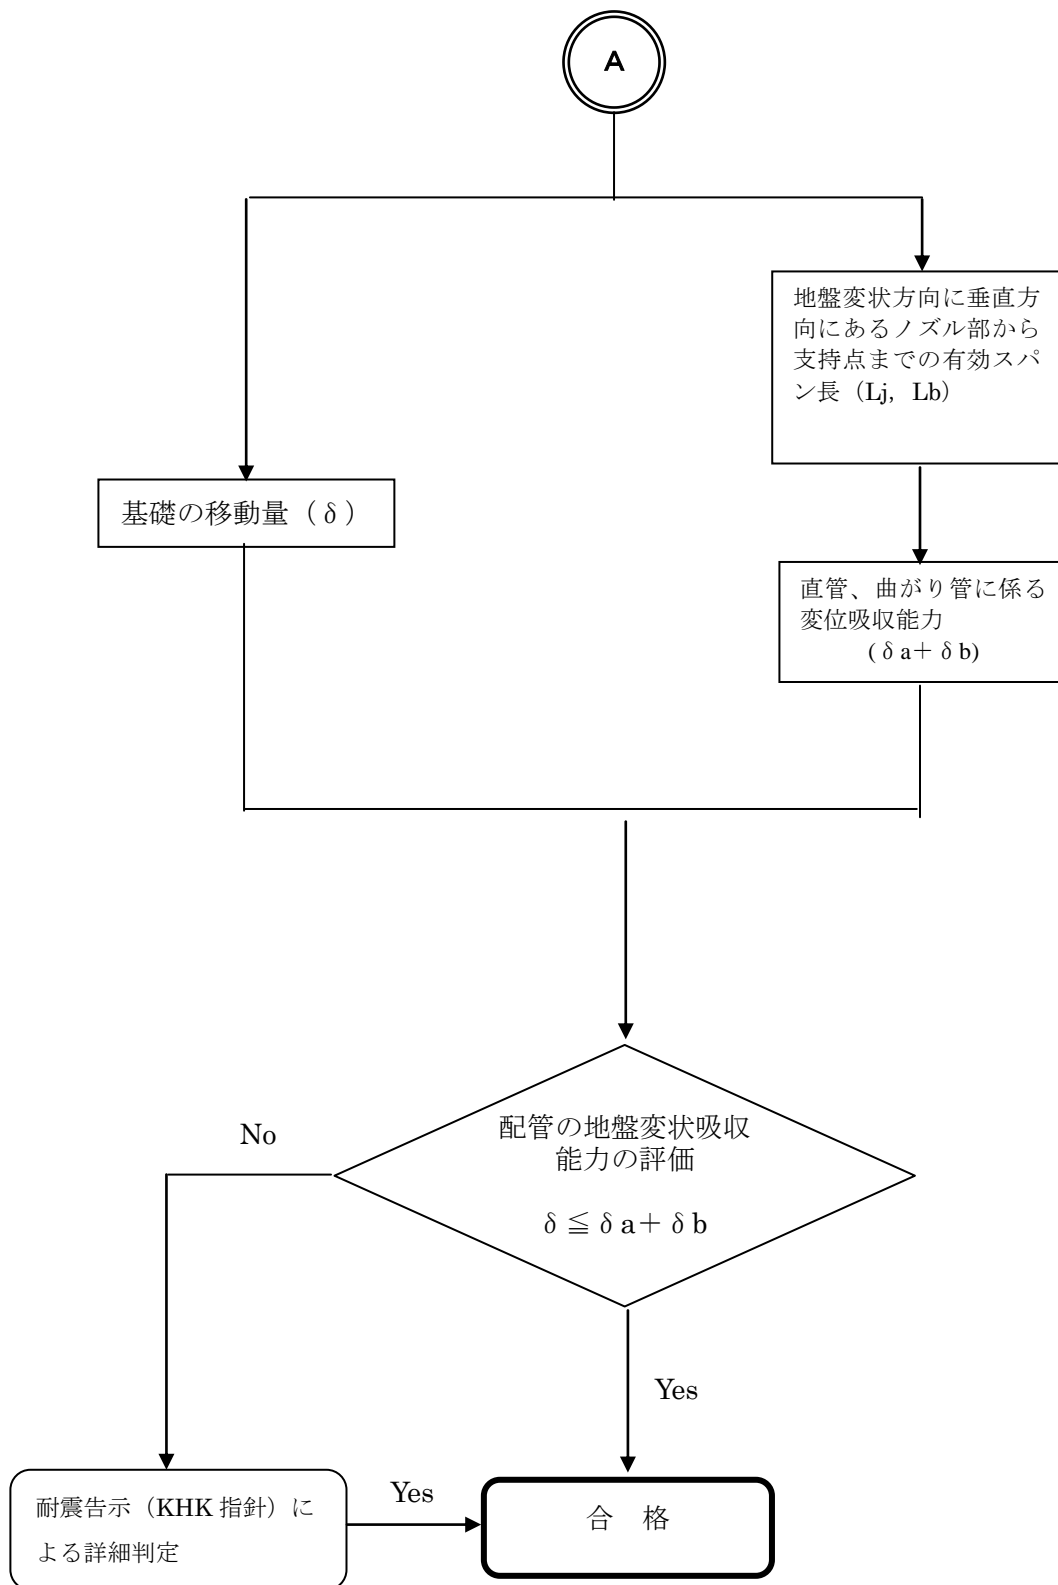 A
地盤変状方向に垂直方
向にあるノズル部から
支持点までの有効スパ
ン長（Lj, Lb）
基礎の移動量（δ）
直管、曲がり管に係る
変位吸収能力
(δa＋δb)
配管の地盤変状吸収
能力の評価
δ≦δa＋δb
No
Yes
耐震告示（KHK 指針）に
よる詳細判定
Yes
合　格